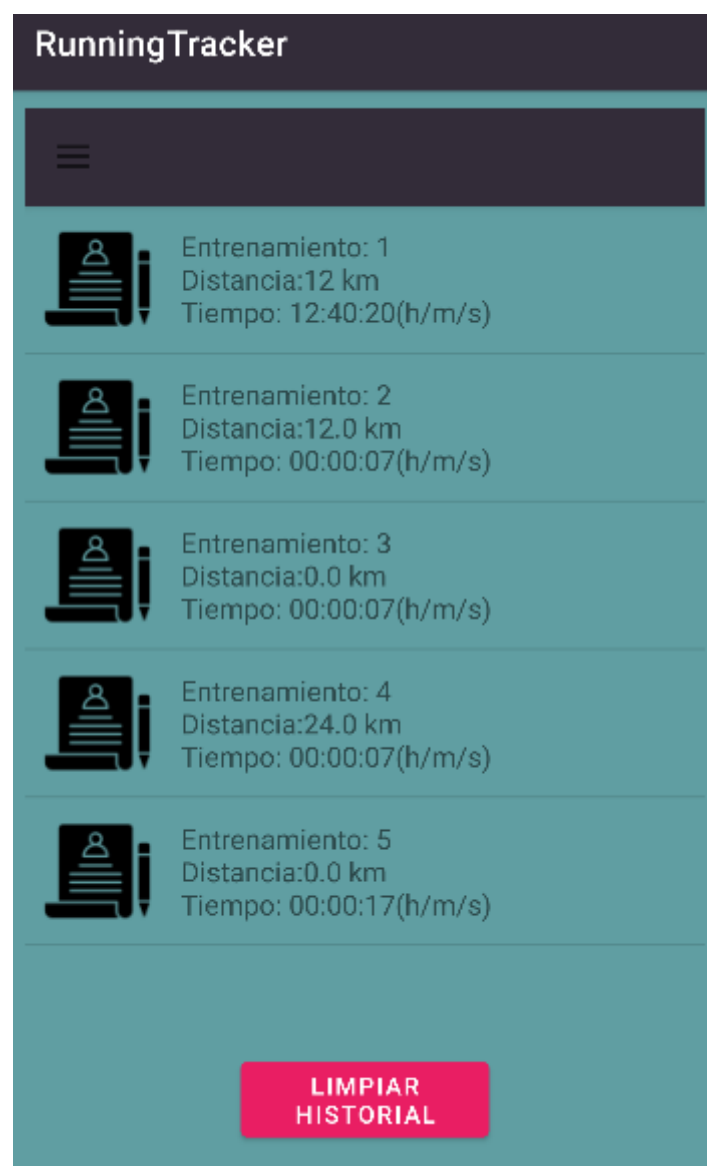 RunningTracker
Entrenamiento: 1
Distancia:12 km
Tiempo: 12:40:20(h/m/s)
Entrenamiento: 2
Distancia:12.0 km
Tiempo: 00:00:07(h/m/s)
Entrenamiento: 3
Distancia:0.0 km
Tiempo: 00:00:07(h/m/s)
Entrenamiento: 4
Distancia:24.0 km
Tiempo: 00:00:07(h/m/s)
Entrenamiento: 5
Distancia:0.0 km
Tiempo: 00:00:17(h/m/s)
LIMPIAR
HISTORIAL